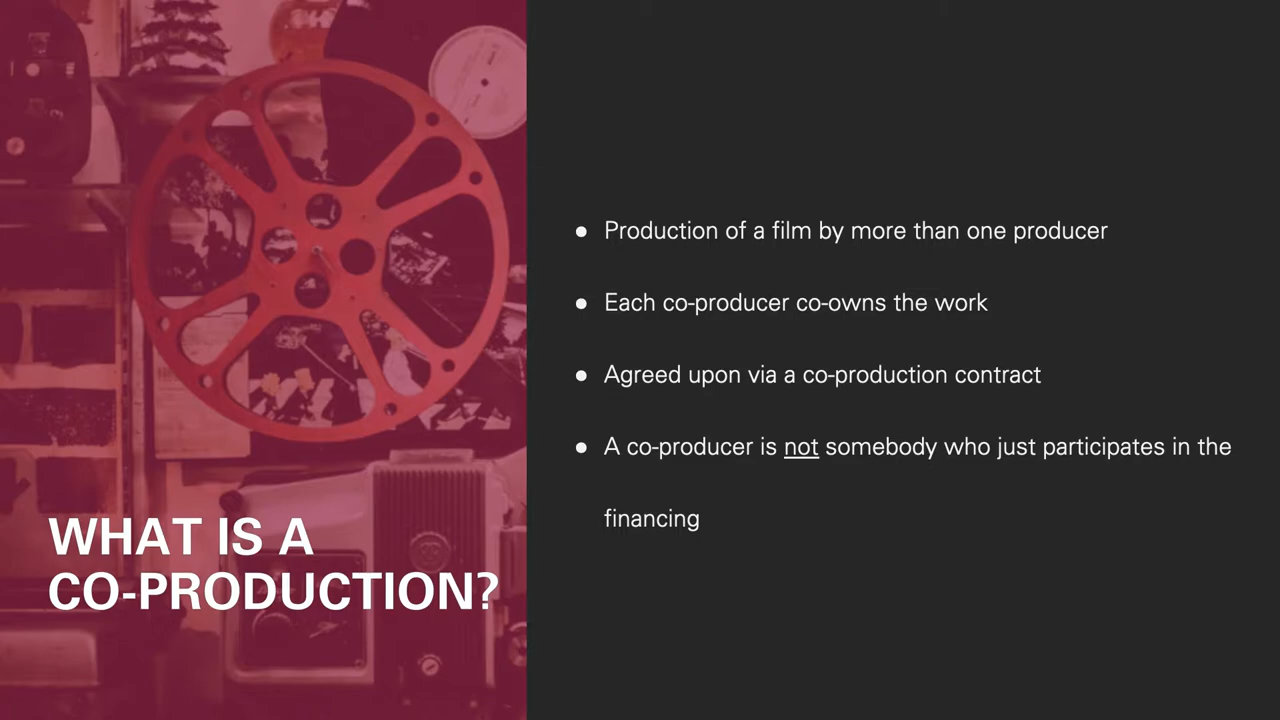 WHAT IS A
CO-PRODUCTION?
● Production of a film by more than one producer
● Each co-producer co-owns the work
● Agreed upon via a co-production contract
● A co-producer is not somebody who just participates in the
financing